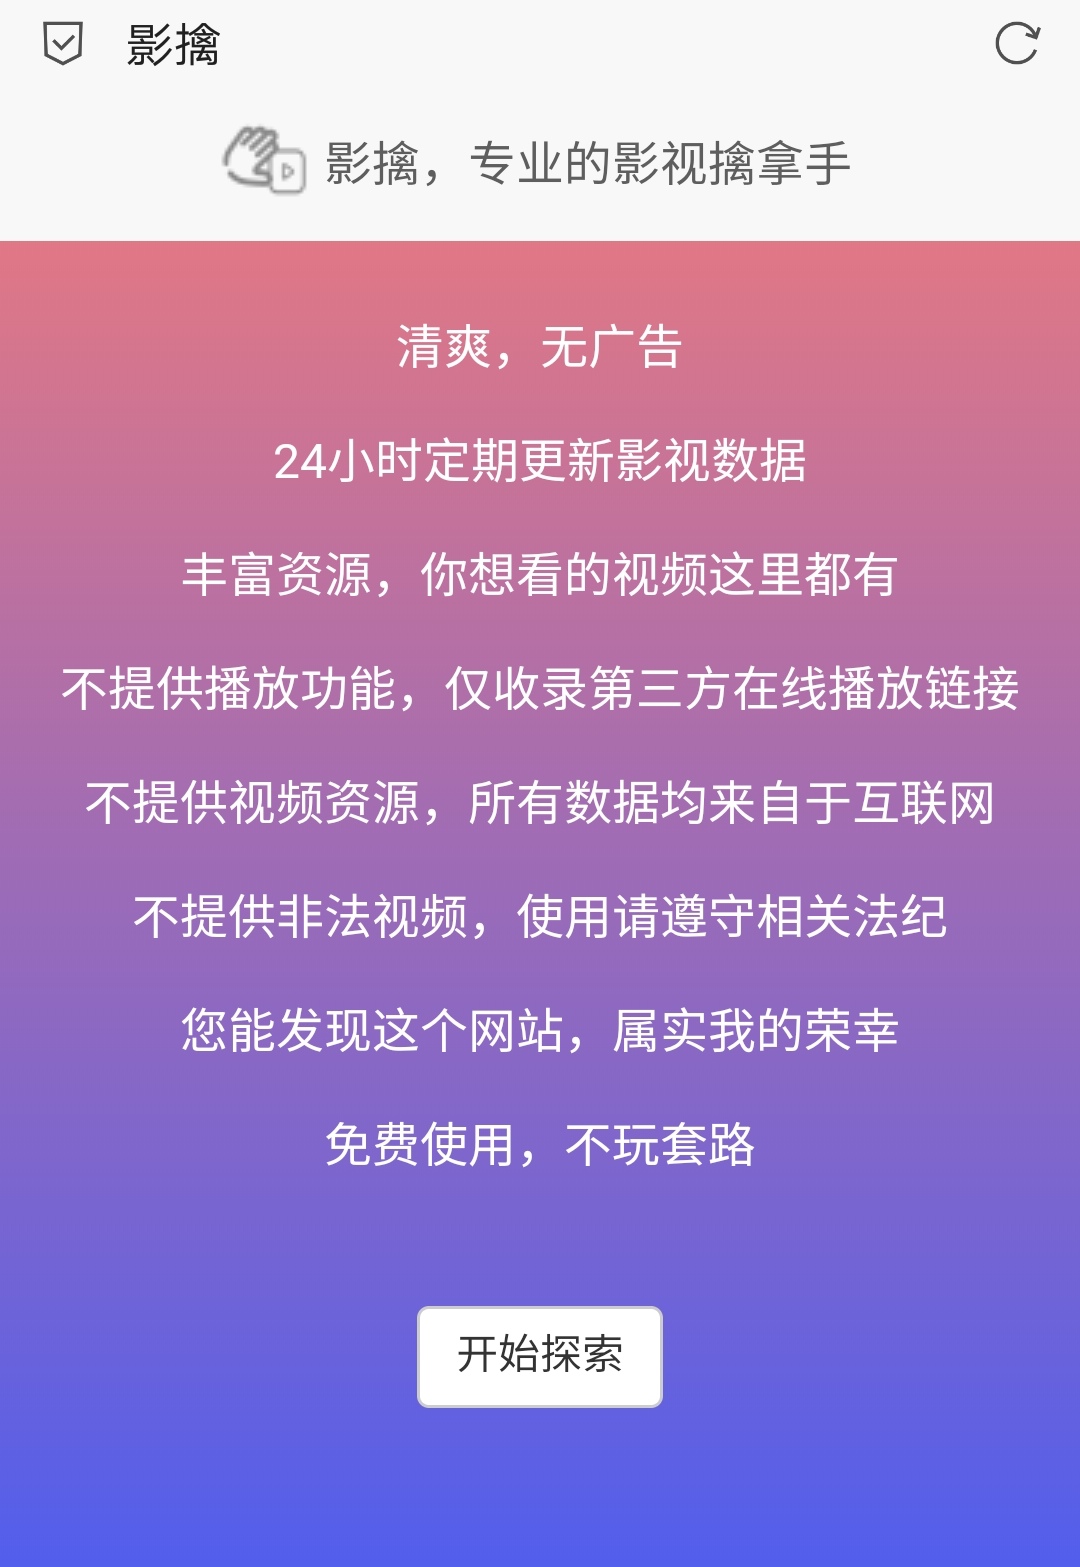 影擒
影擒，专业的影视擒拿手
清爽，无广告
24小时定期更新影视数据
丰富资源，你想看的视频这里都有
不提供播放功能，仅收录第三方在线播放链接
不提供视频资源，所有数据均来自于互联网
不提供非法视频，使用请遵守相关法纪
您能发现这个网站，属实我的荣幸
免费使用，不玩套路
开始探索